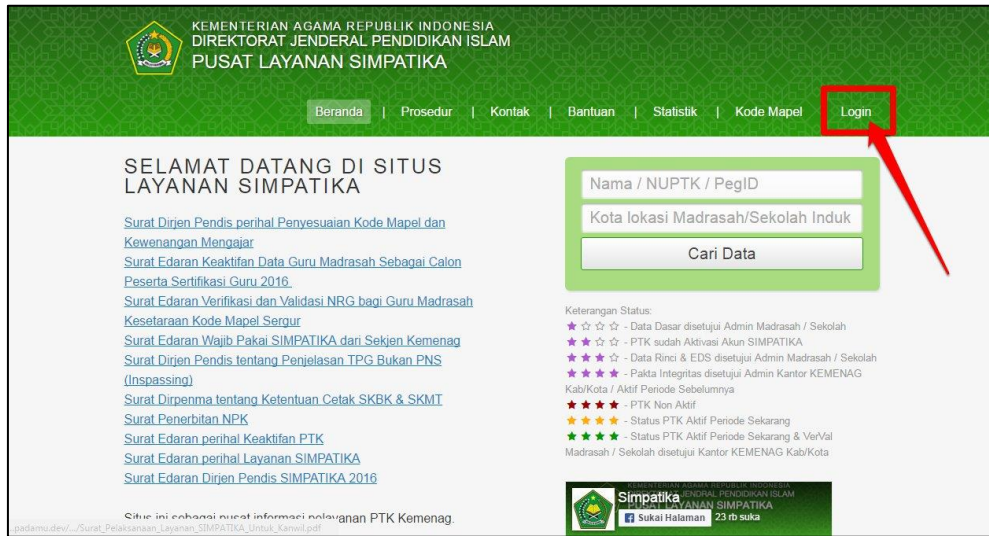 KEMENTERIAN AGAMA REPUBLIK INDONESIA
DIREKTORAT JENDERAL PENDIDIKAN ISLAM
PUSAT LAYANAN SIMPATIKA
Beranda | Prosedur | Kontak | Bantuan | Statistik | Kode Mapel Login
SELAMAT DATANG DI SITUS
LAYANAN SIMPATIKA
Surat Dirjen Pendis perihal Penyesuaian Kode Mapel dan
Kewenangan Mengajar
Surat Edaran Keaktifan Data Guru Madrasah Sebagai Calon
Peserta Sertifikasi Guru 2016
Surat Edaran Verifikasi dan Validasi NRG bagi Guru Madrasah
Kesetaraan Kode Mapel Sergur
Surat Edaran Wajib Pakai SIMPATIKA dari Sekjen Kemenag
Surat Dirjen Pendis tentang Penjelasan TPG Bukan PNS
(Inspassing)
Surat Dirpenma tentang Ketentuan Cetak SKBK & SKMT
Surat Penerbitan NPK
Surat Edaran perihal Keaktifan PTK
Surat Edaran perihal Layanan SIMPATIKA
Surat Edaran Dirjen Pendis SIMPATIKA 2016
Situs ini sebagai pusat informasi pelayanan PTK Kemenag.
...padamu.dev/.../Surat_Pelaksanaan_Layanan_SIMPATIKA_Untuk_Kanwil.pdf
Nama / NUPTK / PegID
Kota lokasi Madrasah/Sekolah Induk
Cari Data
Keterangan Status:
★ ☆ ☆ ☆ - Data Dasar disetujui Admin Madrasah / Sekolah
★ ★ ☆ ☆ - PTK sudah Aktivasi Akun SIMPATIKA
★ ★ ★ ☆ - Data Rinci & EDS disetujui Admin Madrasah / Sekolah
★ ★ ★ ★ - Pakta Integritas disetujui Admin Kantor KEMENAG
Kab/Kota / Aktif Periode Sebelumnya
★ ★ ★ ★ - PTK Non Aktif
★ ★ ★ ★ - Status PTK Aktif Periode Sekarang
★ ★ ★ ★ - Status PTK Aktif Periode Sekarang & VerVal
Madrasah / Sekolah disetujui Kantor KEMENAG Kab/Kota
KEMENTERIAN AGAMA REPUBLIK INDONESIA
Simpatika JENDRAL PENDIDIKAN ISLAM
PUSAT LAYANAN SIMPATIKA
Sukai Halaman 23 rb suka